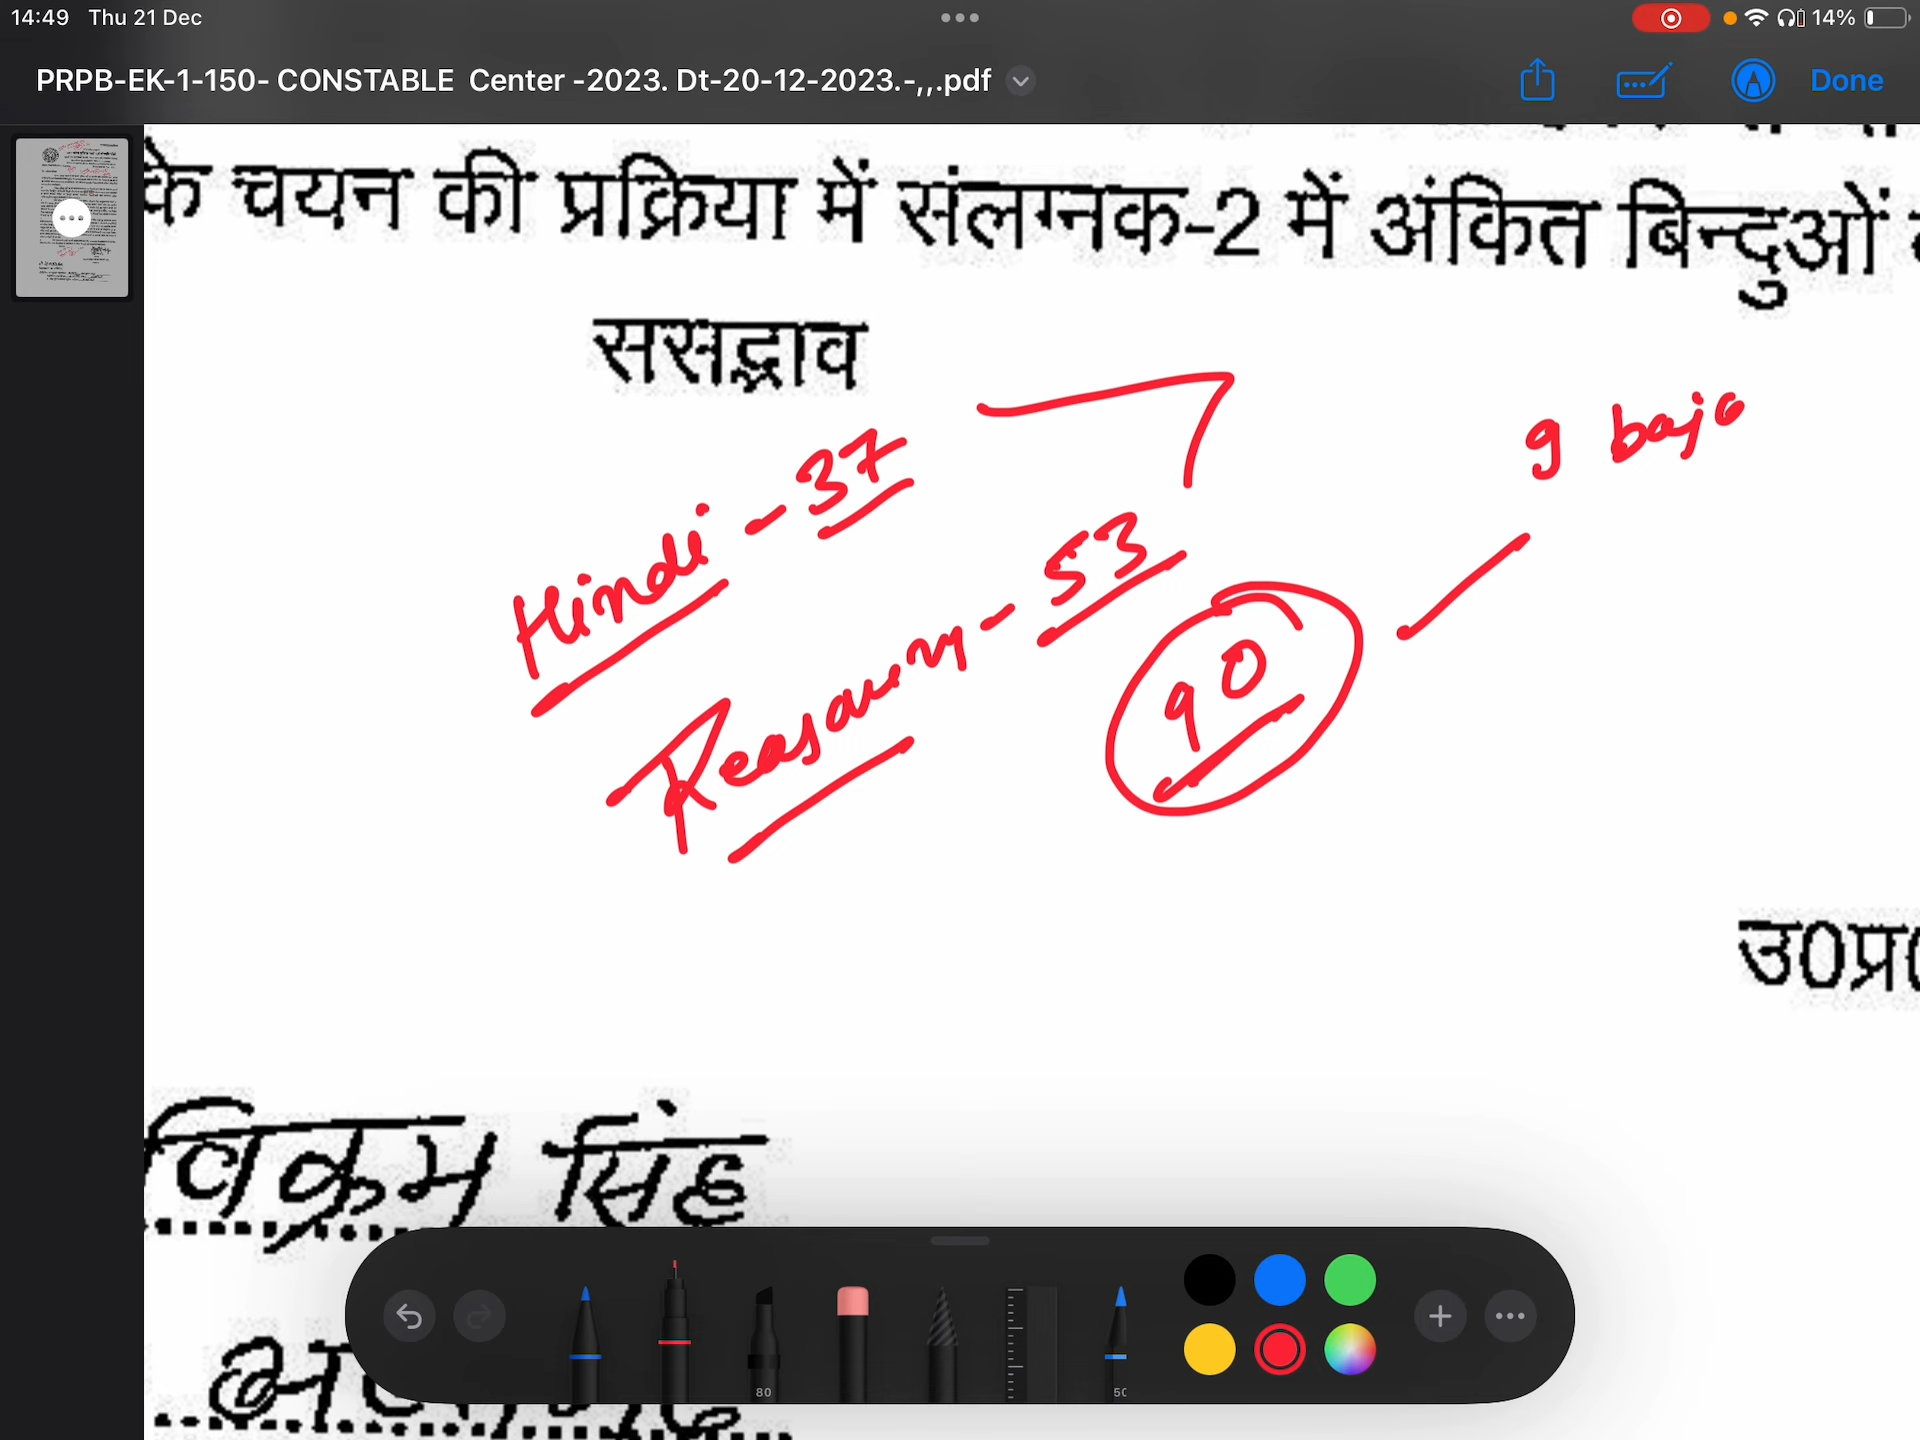 14:49 Thu 21 Dec 14%
PRPB-EK-1-150- CONSTABLE Center -2023. Dt-20-12-2023.-,,.pdf Done
के चयन की प्रक्रिया में संलग्नक-2 में अंकित बिन्दुओं
ससद्भाव
9 baje
Hindi - 37
Reasoning - 53
90
उ0प्र0
विक्रम सिंह
80 50